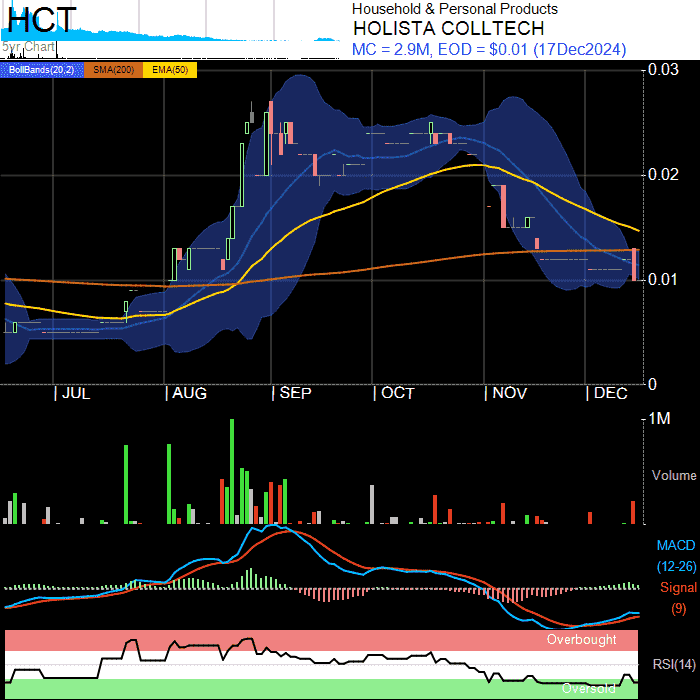 HCT
5yr Chart
Household & Personal Products
HOLISTA COLLTECH
MC = 2.9M, EOD = $0.01 (17Dec2024)
BollBands(20,2) SMA(200) EMA(50)
0.03
0.02
0.01
0
| JUL | AUG | SEP | OCT | NOV | DEC
1M
Volume
MACD
(12-26)
Signal
(9)
Overbought
RSI(14)
Oversold